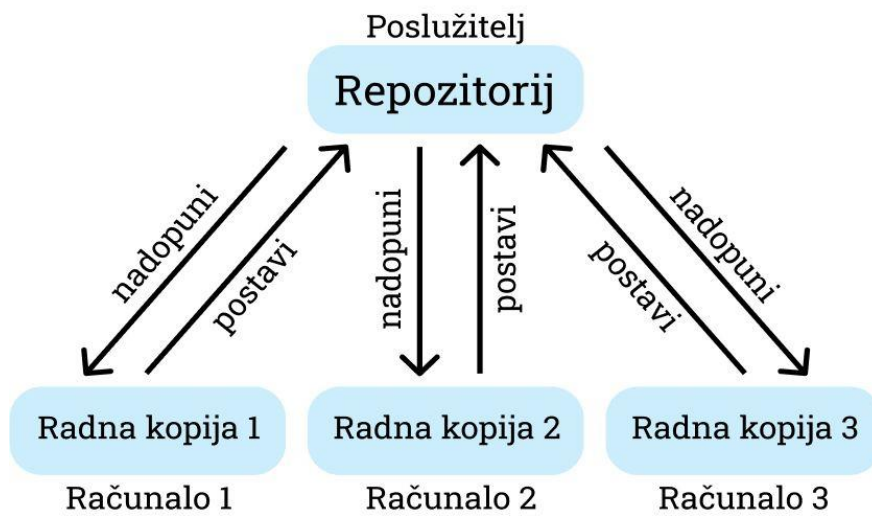 Poslužitelj
Repozitorij
nadopuni
postavi
nadopuni
postavi
postavi
nadopuni
Radna kopija 1
Radna kopija 2
Radna kopija 3
Računalo 1
Računalo 2
Računalo 3